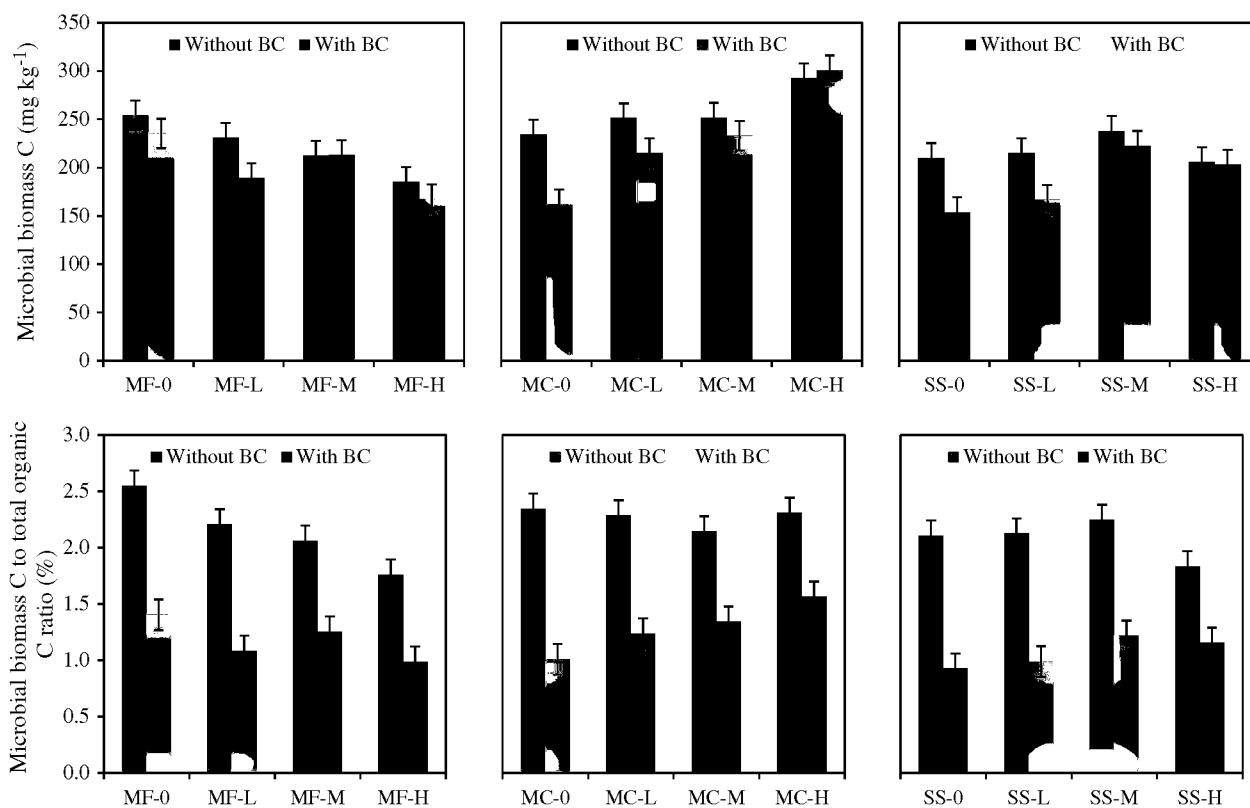 Microbial biomass C (mg kg⁻¹)
350
300
250
200
150
100
50
0
Without BC With BC
MF-0 MF-L MF-M MF-H
Without BC With BC
MC-0 MC-L MC-M MC-H
Without BC With BC
SS-0 SS-L SS-M SS-H
Microbial biomass C to total organic
C ratio (%)
3.0
2.5
2.0
1.5
1.0
0.5
0.0
Without BC With BC
MF-0 MF-L MF-M MF-H
Without BC With BC
MC-0 MC-L MC-M MC-H
Without BC With BC
SS-0 SS-L SS-M SS-H